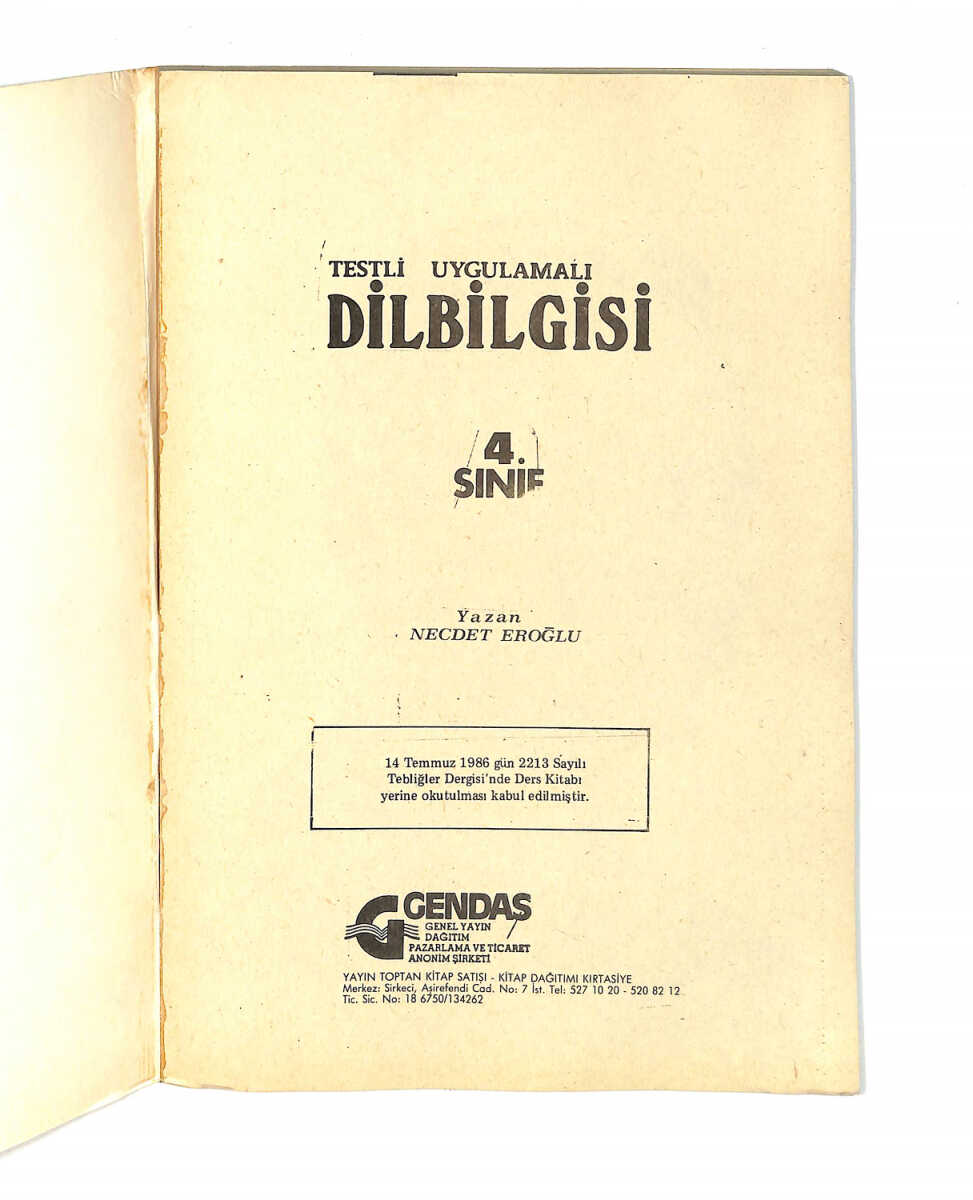 TESTLİ UYGULAMALI
DİLBİLGİSİ
4.
SINIF
Yazan
NECDET EROĞLU
14 Temmuz 1986 gün 2213 Sayılı
Tebliğler Dergisi'nde Ders Kitabı
yerine okutulması kabul edilmiştir.
GENDAŞ
GENEL YAYIN
DAĞITIM
PAZARLAMA VE TİCARET
ANONİM ŞİRKETİ
YAYIN TOPTAN KİTAP SATIŞI - KİTAP DAĞITIMI KIRTASİYE
Merkez: Sirkeci, Aşirefendi Cad. No: 7 İst. Tel: 527 10 20 - 520 82 12
Tic. Sic. No: 18 6750/134262